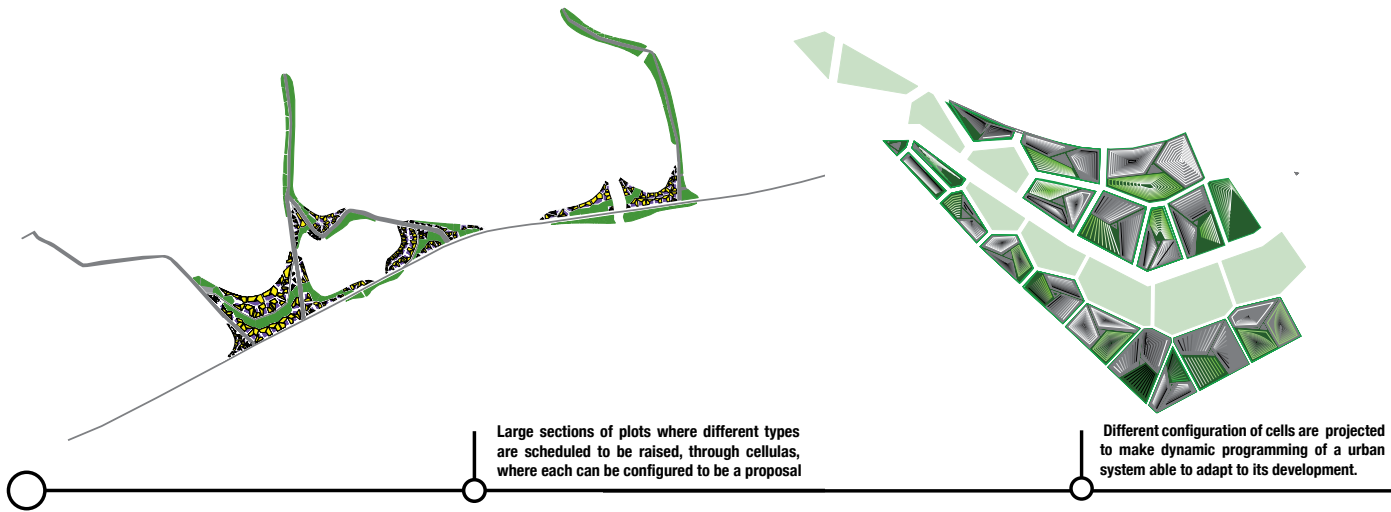 Large sections of plots where different types
are scheduled to be raised, through cellulas,
where each can be configured to be a proposal
Different configuration of cells are projected
to make dynamic programming of a urban
system able to adapt to its development.